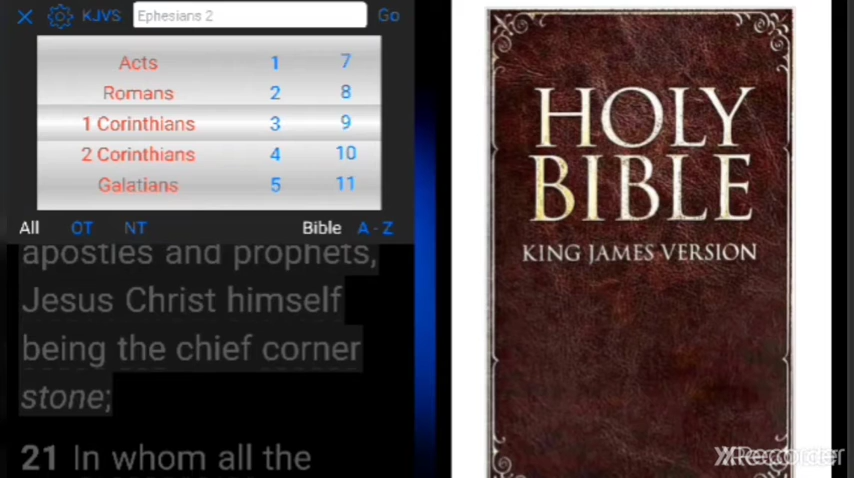 KJVS Ephesians 2 Go
Acts 1 7
Romans 2 8
1 Corinthians 3 9
2 Corinthians 4 10
Galatians 5 11
All OT NT Bible A - Z
apostles and prophets,
Jesus Christ himself
being the chief corner
stone;
21 In whom all the
HOLY
BIBLE
KING JAMES VERSION